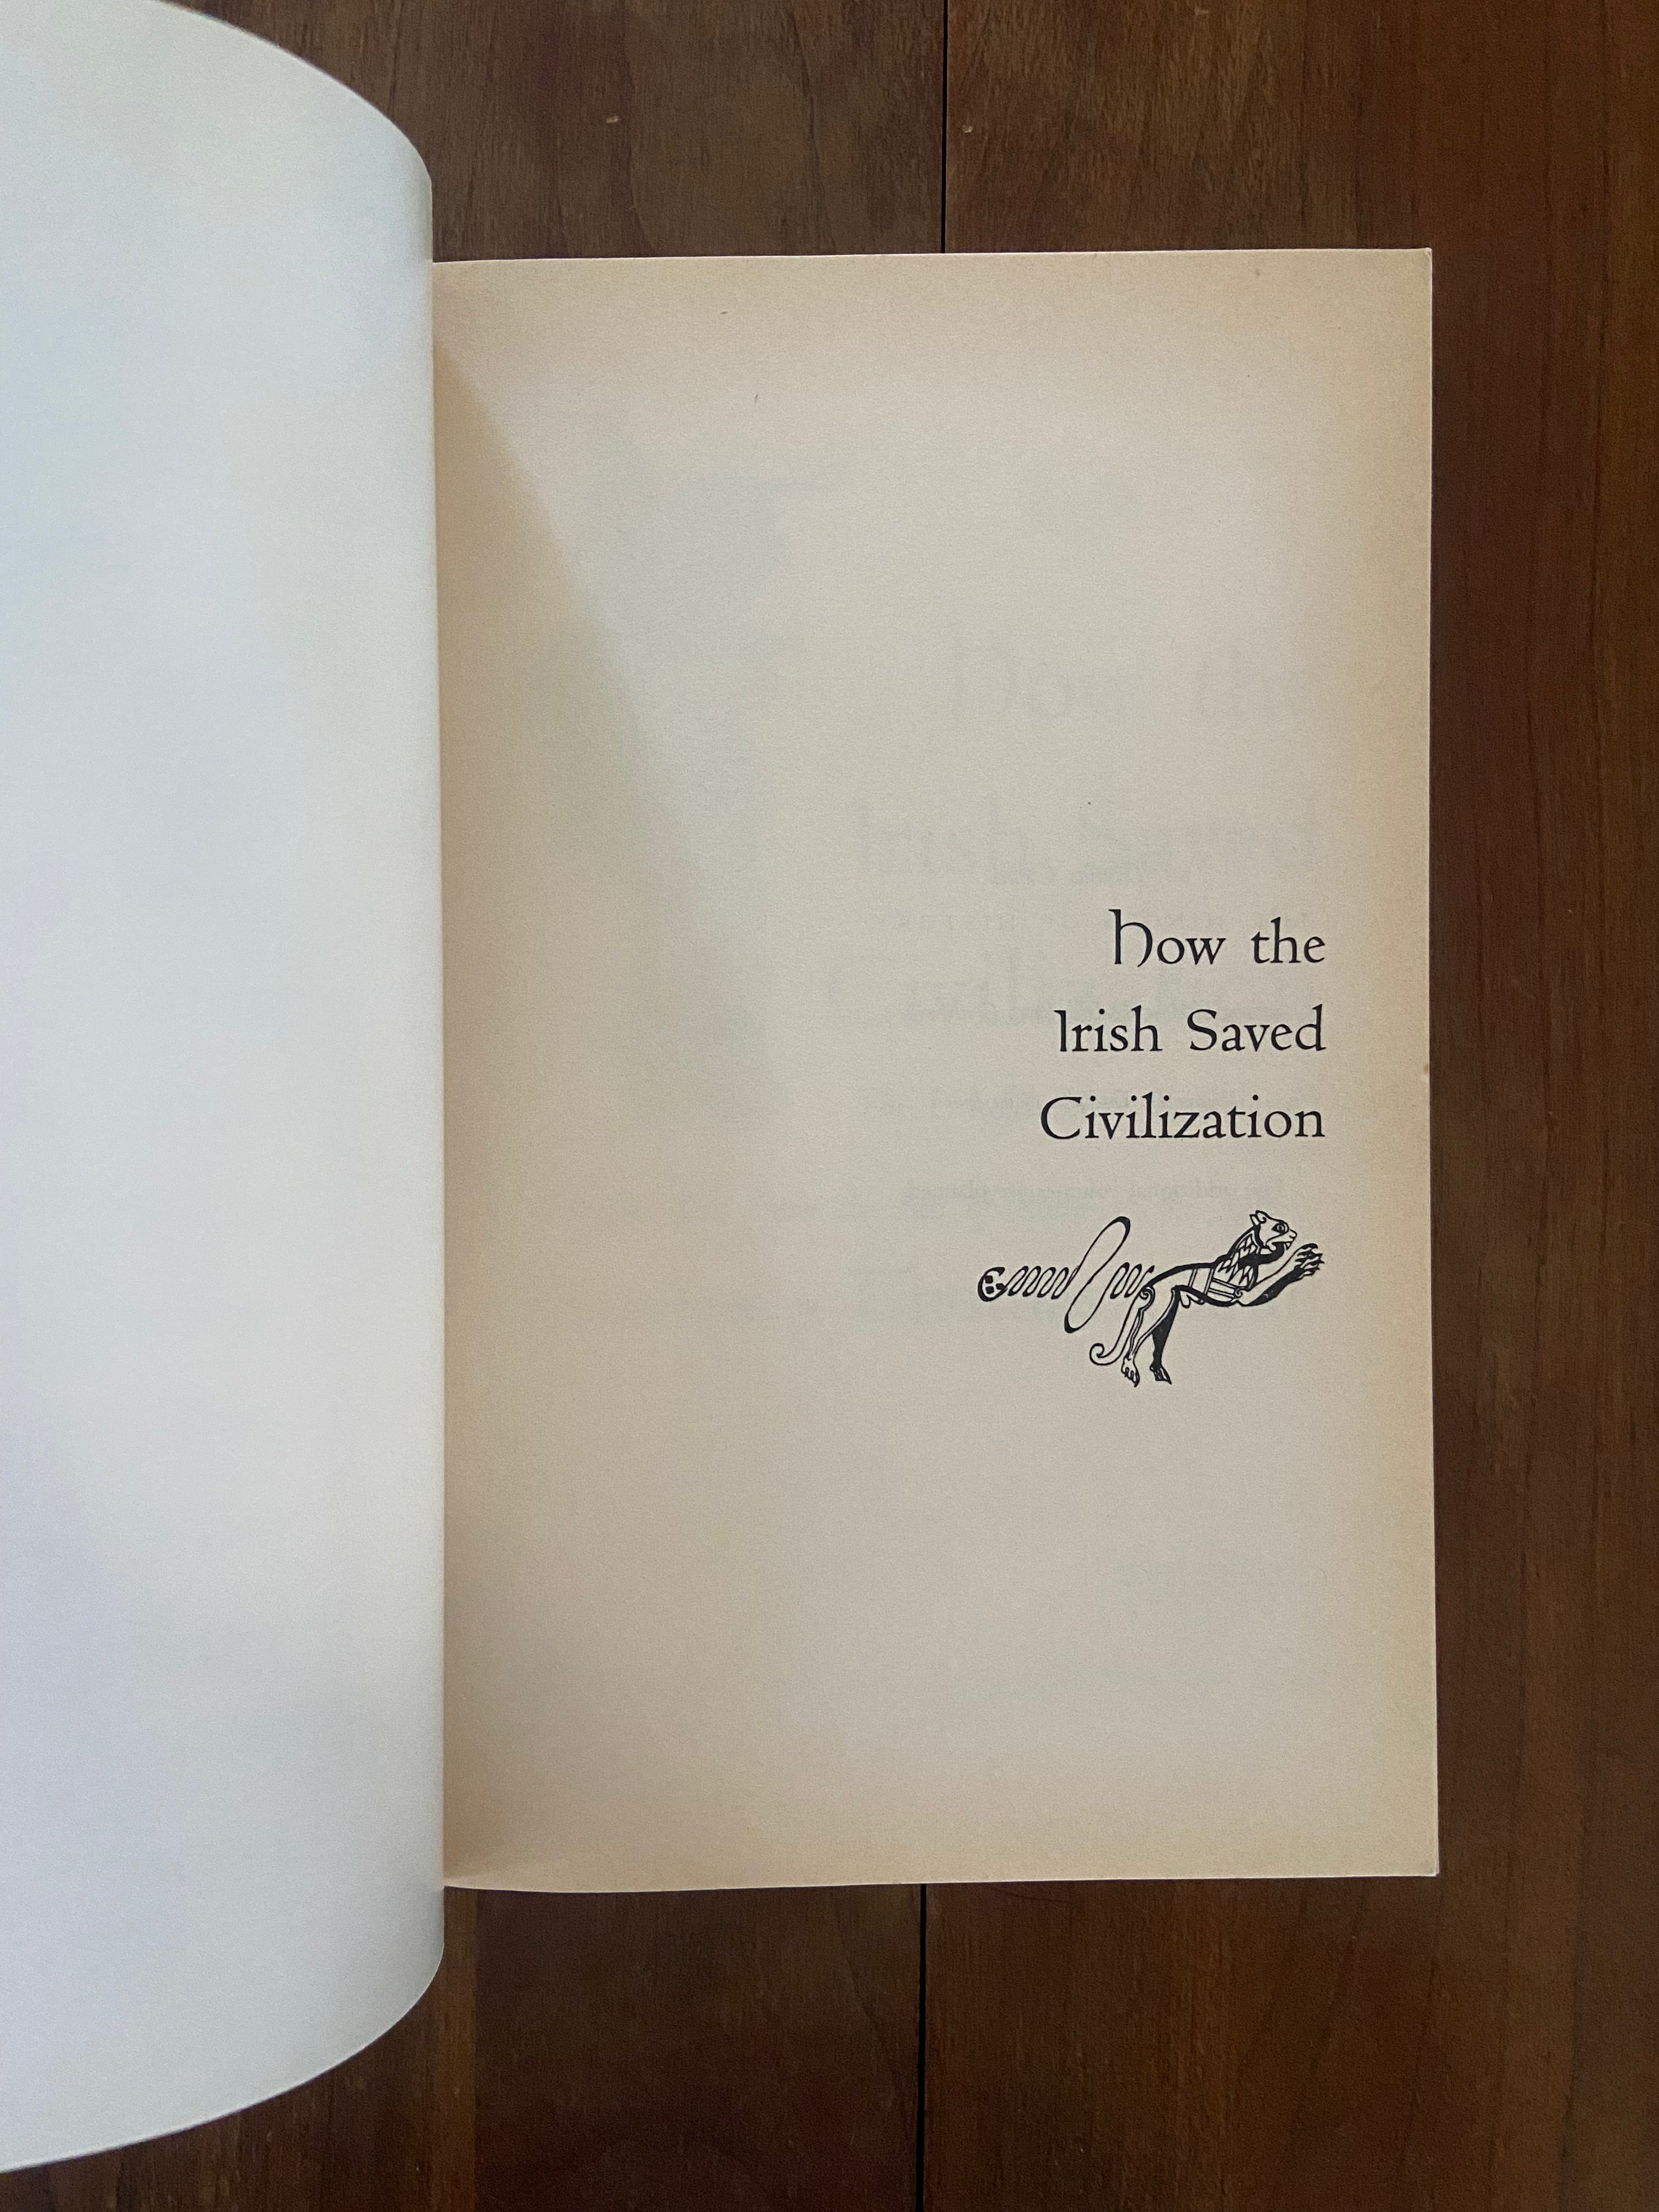 How the
Irish Saved
Civilization